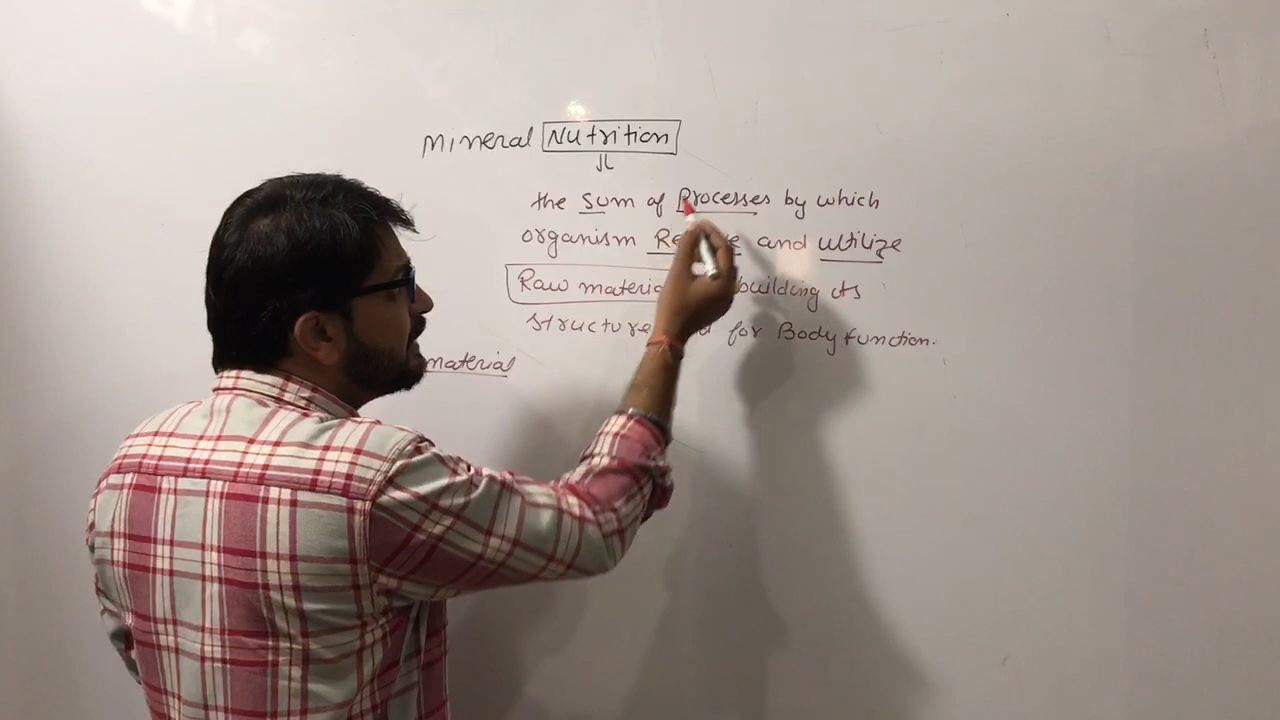 Mineral Nutrition
the Sum of Processes by which
organism and utilize
Raw building its
structure for Body function.
material